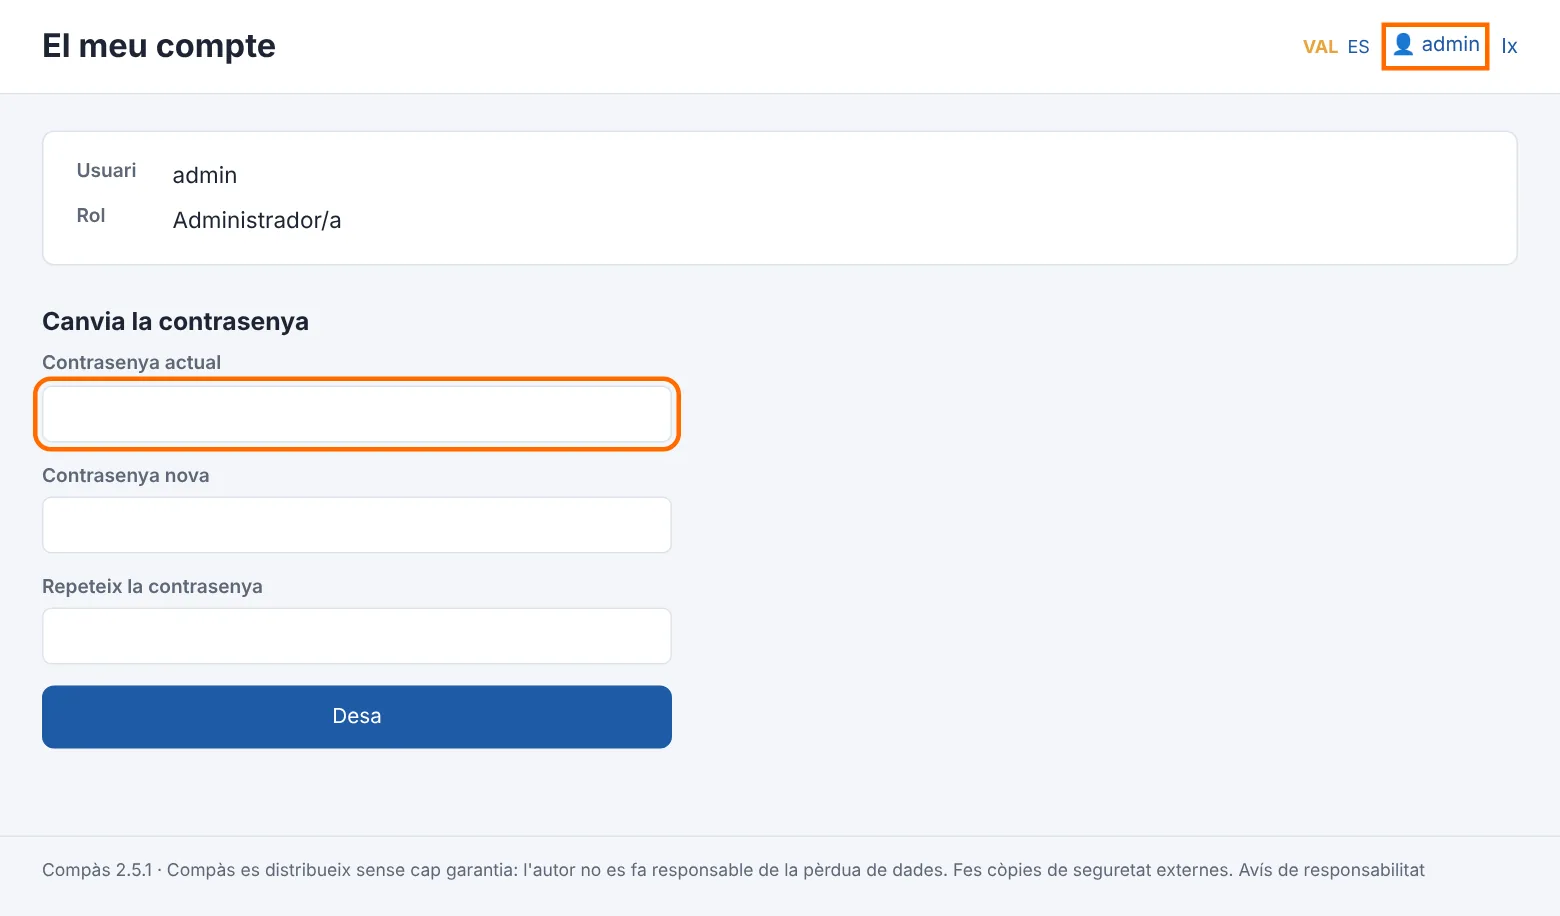 El meu compte
VAL ES admin Ix
Usuari admin
Rol Administrador/a
Canvia la contrasenya
Contrasenya actual
Contrasenya nova
Repeteix la contrasenya
Desa
Compàs 2.5.1 · Compàs es distribueix sense cap garantia: l'autor no es fa responsable de la pèrdua de dades. Fes còpies de seguretat externes. Avís de responsabilitat